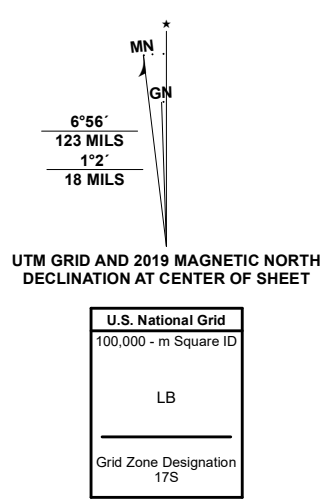 ★
MN
GN
6°56´
123 MILS
1°2´
18 MILS
UTM GRID AND 2019 MAGNETIC NORTH
DECLINATION AT CENTER OF SHEET
U.S. National Grid
100,000 - m Square ID
LB
Grid Zone Designation
17S